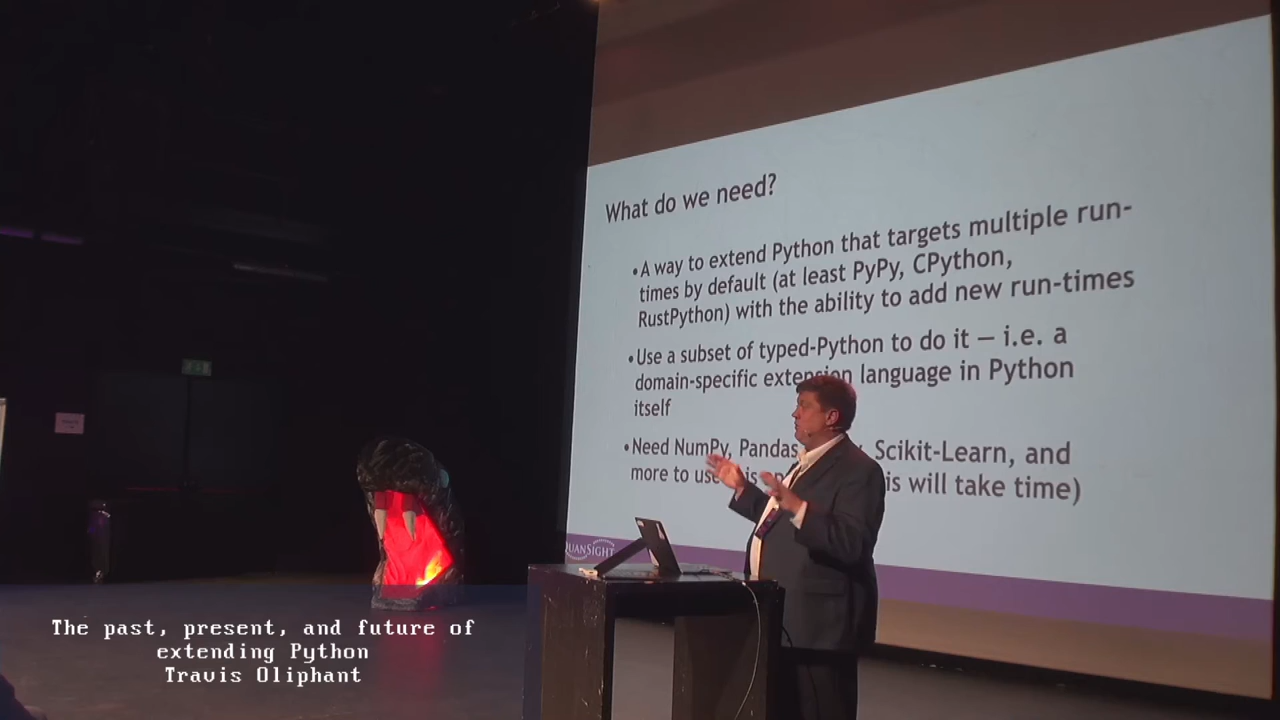 What do we need?
•A way to extend Python that targets multiple run-
times by default (at least PyPy, CPython,
RustPython) with the ability to add new run-times
•Use a subset of typed-Python to do it — i.e. a
domain-specific extension language in Python
itself
•Need NumPy, Pandas Scikit-Learn, and
more to use will take time)
QUANSIGHT
The past, present, and future of
extending Python
Travis Oliphant